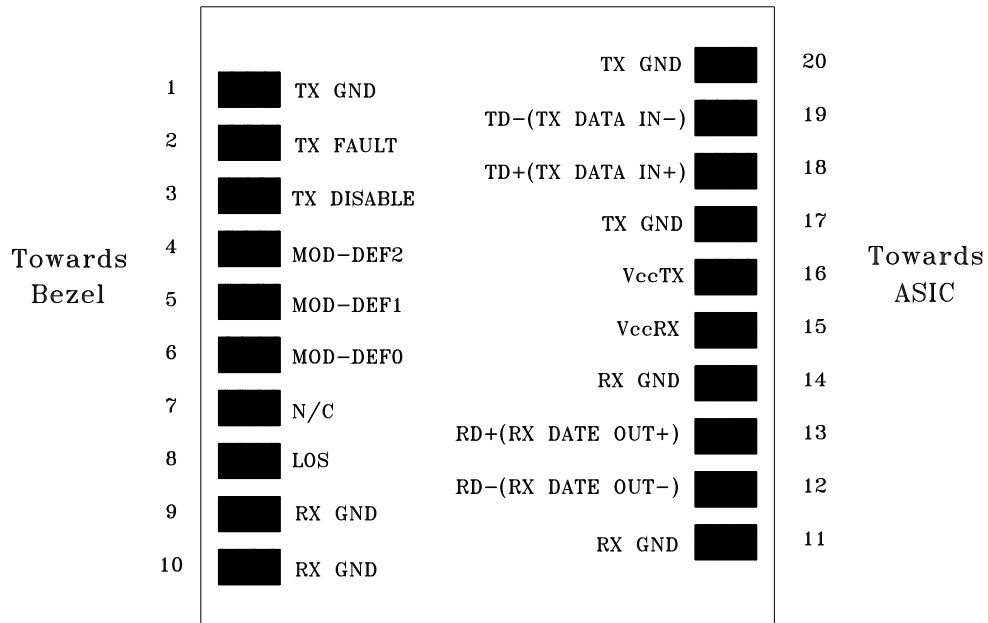 1 TX GND
2 TX FAULT
3 TX DISABLE
4 MOD-DEF2
5 MOD-DEF1
6 MOD-DEF0
7 N/C
8 LOS
9 RX GND
10 RX GND
Towards
Bezel
TX GND 20
TD-(TX DATA IN-) 19
TD+(TX DATA IN+) 18
TX GND 17
VccTX 16
VccRX 15
RX GND 14
RD+(RX DATE OUT+) 13
RD-(RX DATE OUT-) 12
RX GND 11
Towards
ASIC